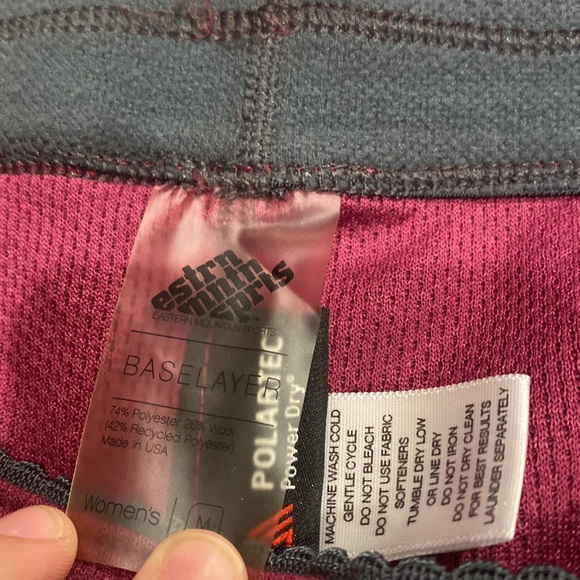 estrn
mntn
sprts™
EASTERN MOUNTAIN SPORTS
BASELAYER
74% Polyester 26% Wool
(42% Recycled Polyester)
Made in USA
Women's M
POLARTEC
Power Dry®
MACHINE WASH COLD
GENTLE CYCLE
DO NOT BLEACH
DO NOT USE FABRIC
SOFTENERS
TUMBLE DRY LOW
OR LINE DRY
DO NOT IRON
DO NOT DRY CLEAN
FOR BEST RESULTS
LAUNDER SEPARATELY